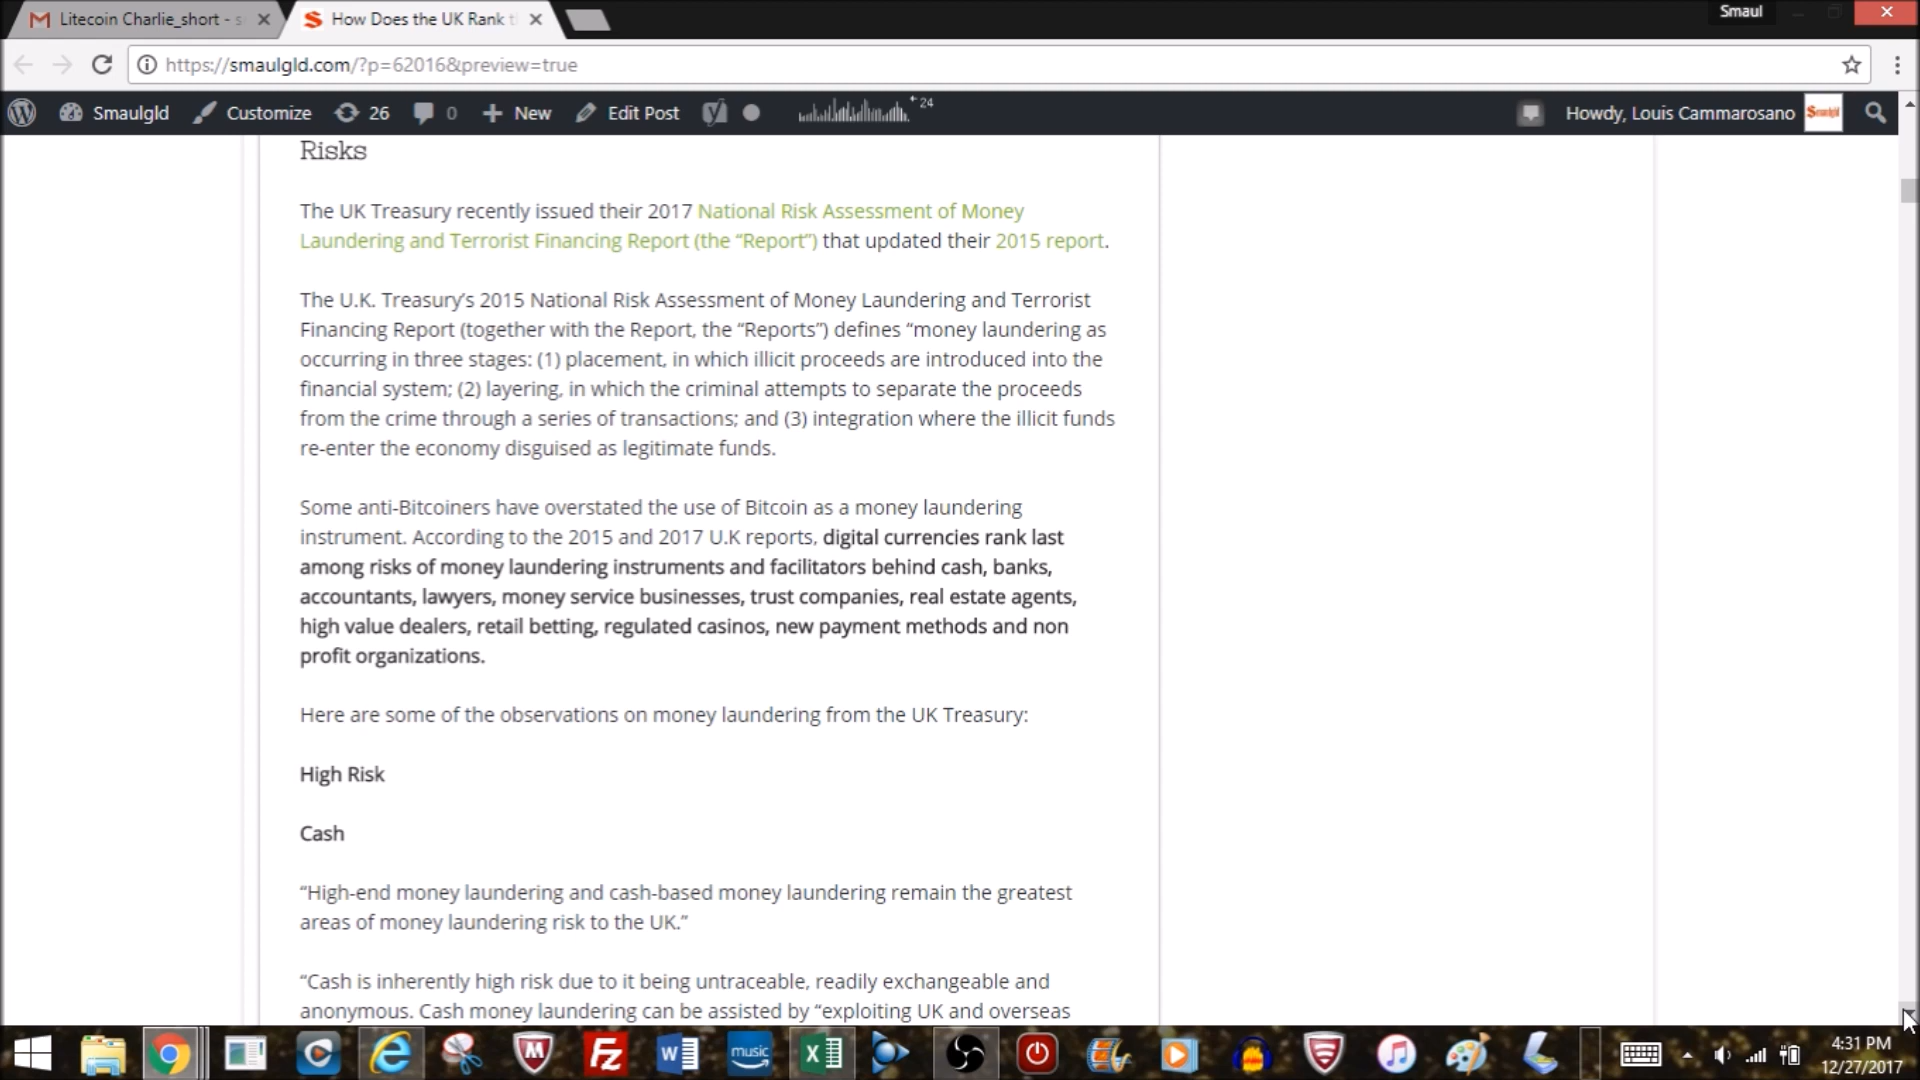 Litecoin Charlie_short - s
How Does the UK Rank t
Smaul
https://smaulgld.com/?p=62016&preview=true
Smaulgld Customize 26 0 New Edit Post 24 Howdy, Louis Cammarosano Smaulgld
Risks
The UK Treasury recently issued their 2017 National Risk Assessment of Money
Laundering and Terrorist Financing Report (the “Report”) that updated their 2015 report.
The U.K. Treasury’s 2015 National Risk Assessment of Money Laundering and Terrorist
Financing Report (together with the Report, the “Reports”) defines “money laundering as
occurring in three stages: (1) placement, in which illicit proceeds are introduced into the
financial system; (2) layering, in which the criminal attempts to separate the proceeds
from the crime through a series of transactions; and (3) integration where the illicit funds
re-enter the economy disguised as legitimate funds.
Some anti-Bitcoiners have overstated the use of Bitcoin as a money laundering
instrument. According to the 2015 and 2017 U.K reports, digital currencies rank last
among risks of money laundering instruments and facilitators behind cash, banks,
accountants, lawyers, money service businesses, trust companies, real estate agents,
high value dealers, retail betting, regulated casinos, new payment methods and non
profit organizations.
Here are some of the observations on money laundering from the UK Treasury:
High Risk
Cash
“High-end money laundering and cash-based money laundering remain the greatest
areas of money laundering risk to the UK.”
“Cash is inherently high risk due to it being untraceable, readily exchangeable and
anonymous. Cash money laundering can be assisted by “exploiting UK and overseas
music
4:31 PM
12/27/2017